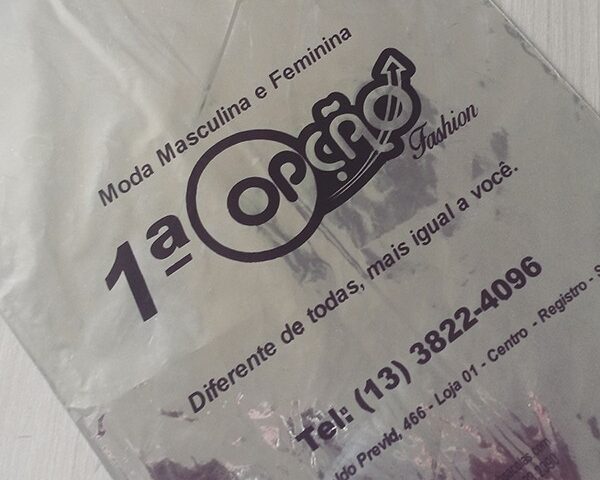 Moda Masculina e Feminina
1ª OPÇÃO
Fashion
Diferente de todas, mais igual a você.
Tel: (13) 3822-4096
Previd, 466 - Loja 01 - Centro - Registro - S